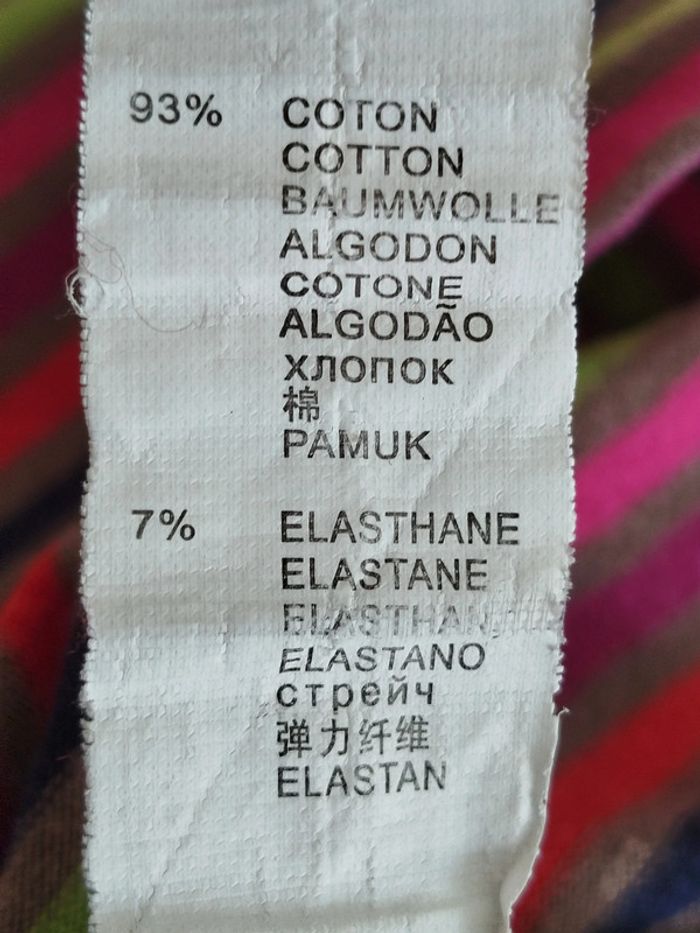 93% COTON
COTTON
BAUMWOLLE
ALGODON
COTONE
ALGODÃO
хлопок
棉
PAMUK
7% ELASTHANE
ELASTANE
ELASTHAN,
ELASTANO
стрейч
弹力纤维
ELASTAN